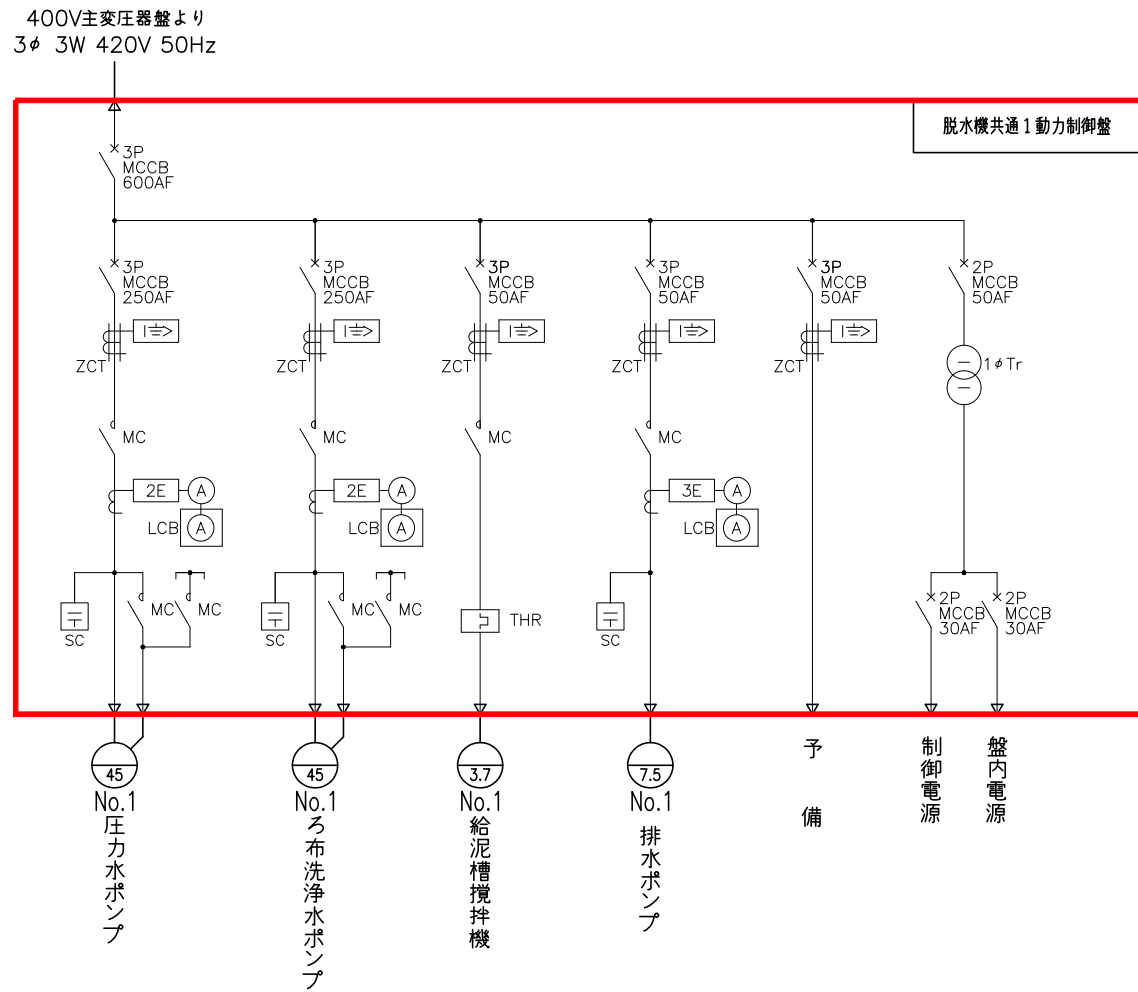 400V主変圧器盤より
3φ 3W 420V 50Hz
脱水機共通1動力制御盤
3P
MCCB
600AF
3P
MCCB
250AF
3P
MCCB
250AF
3P
MCCB
50AF
3P
MCCB
50AF
3P
MCCB
50AF
2P
MCCB
50AF
I
I
I
I
I
ZCT
ZCT
ZCT
ZCT
ZCT
1φTr
MC
MC
MC
MC
2E
A
2E
A
3E
A
LCB
A
LCB
A
LCB
A
MC
MC
MC
MC
SC
SC
SC
THR
2P
MCCB
30AF
2P
MCCB
30AF
45
No.1
圧力水ポンプ
45
No.1
ろ布洗浄水ポンプ
3.7
No.1
給泥槽撹拌機
7.5
No.1
排水ポンプ
予備
制御電源
盤内電源